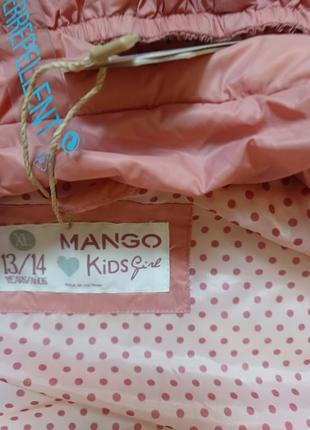 ERREPELLENT
XL
MANGO
13/14
KIDS girl
YEARS/AÑOS